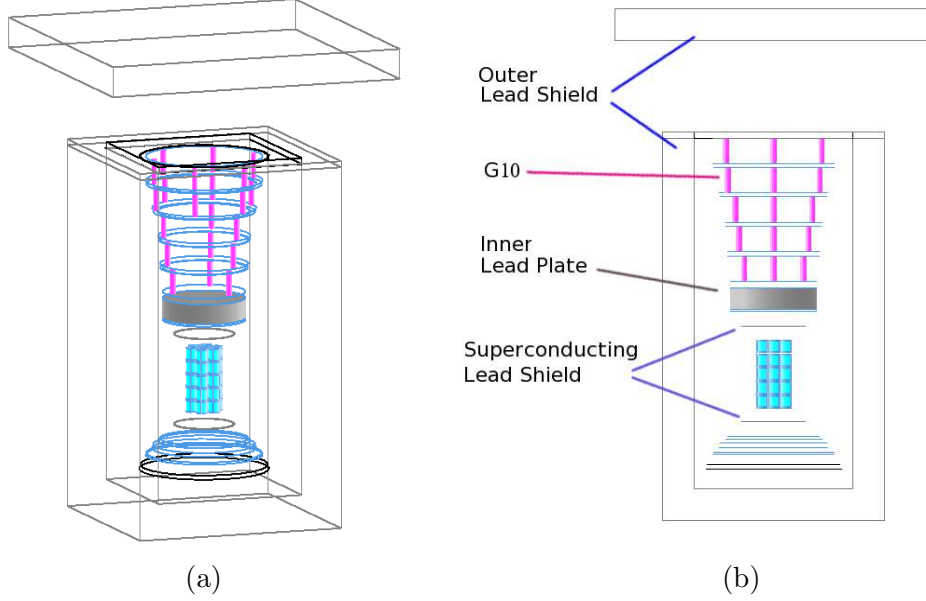 Outer
Lead Shield
G10
Inner
Lead Plate
Superconducting
Lead Shield
(a)
(b)